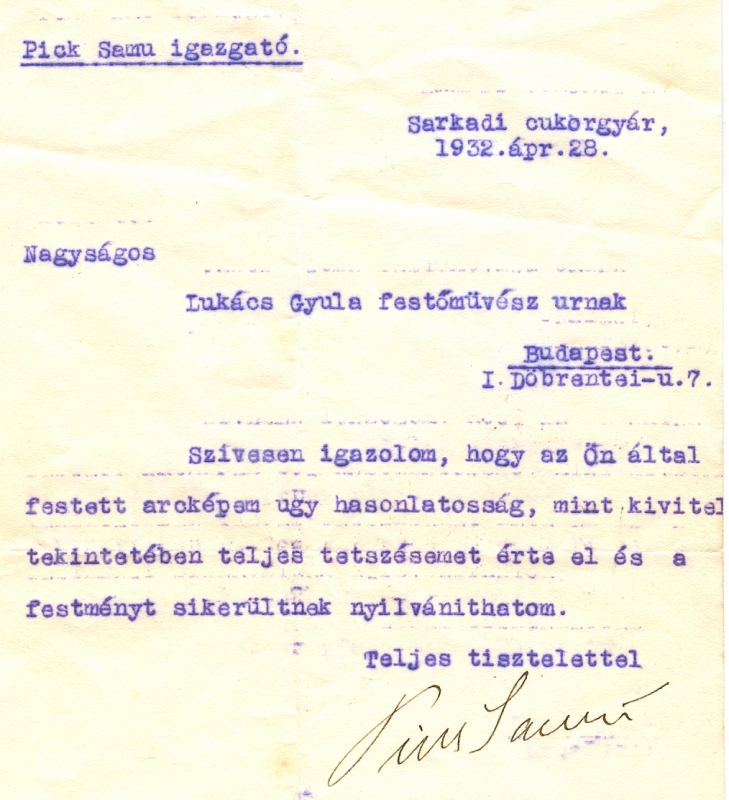 Pick Samu igazgató.
Sarkadi cukorgyár,
1932.ápr.28.
Nagyságos
Lukács Gyula festőmüvész urnak
Budapest.
I. Döbrentei-u.7.
Szivesen igazolom, hogy az Ön által
festett arcképem ugy hasonlatosság, mint kivitel
tekintetében teljes tetszésemet érte el és a
festményt sikerültnek nyilvánithatom.
Teljes tisztelettel
Pick Samu